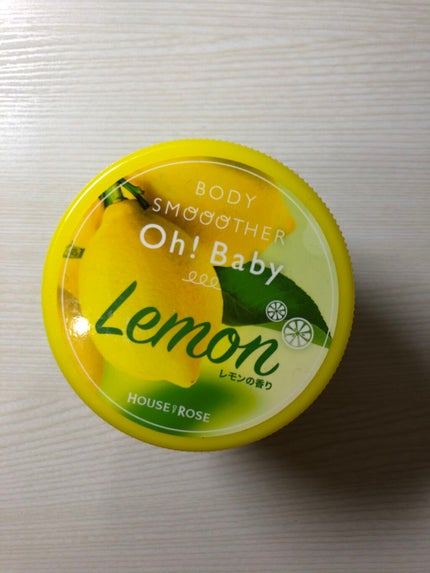 BODY
SMOOOTHER
Oh! Baby
Lemon
レモンの香り
HOUSE OF ROSE